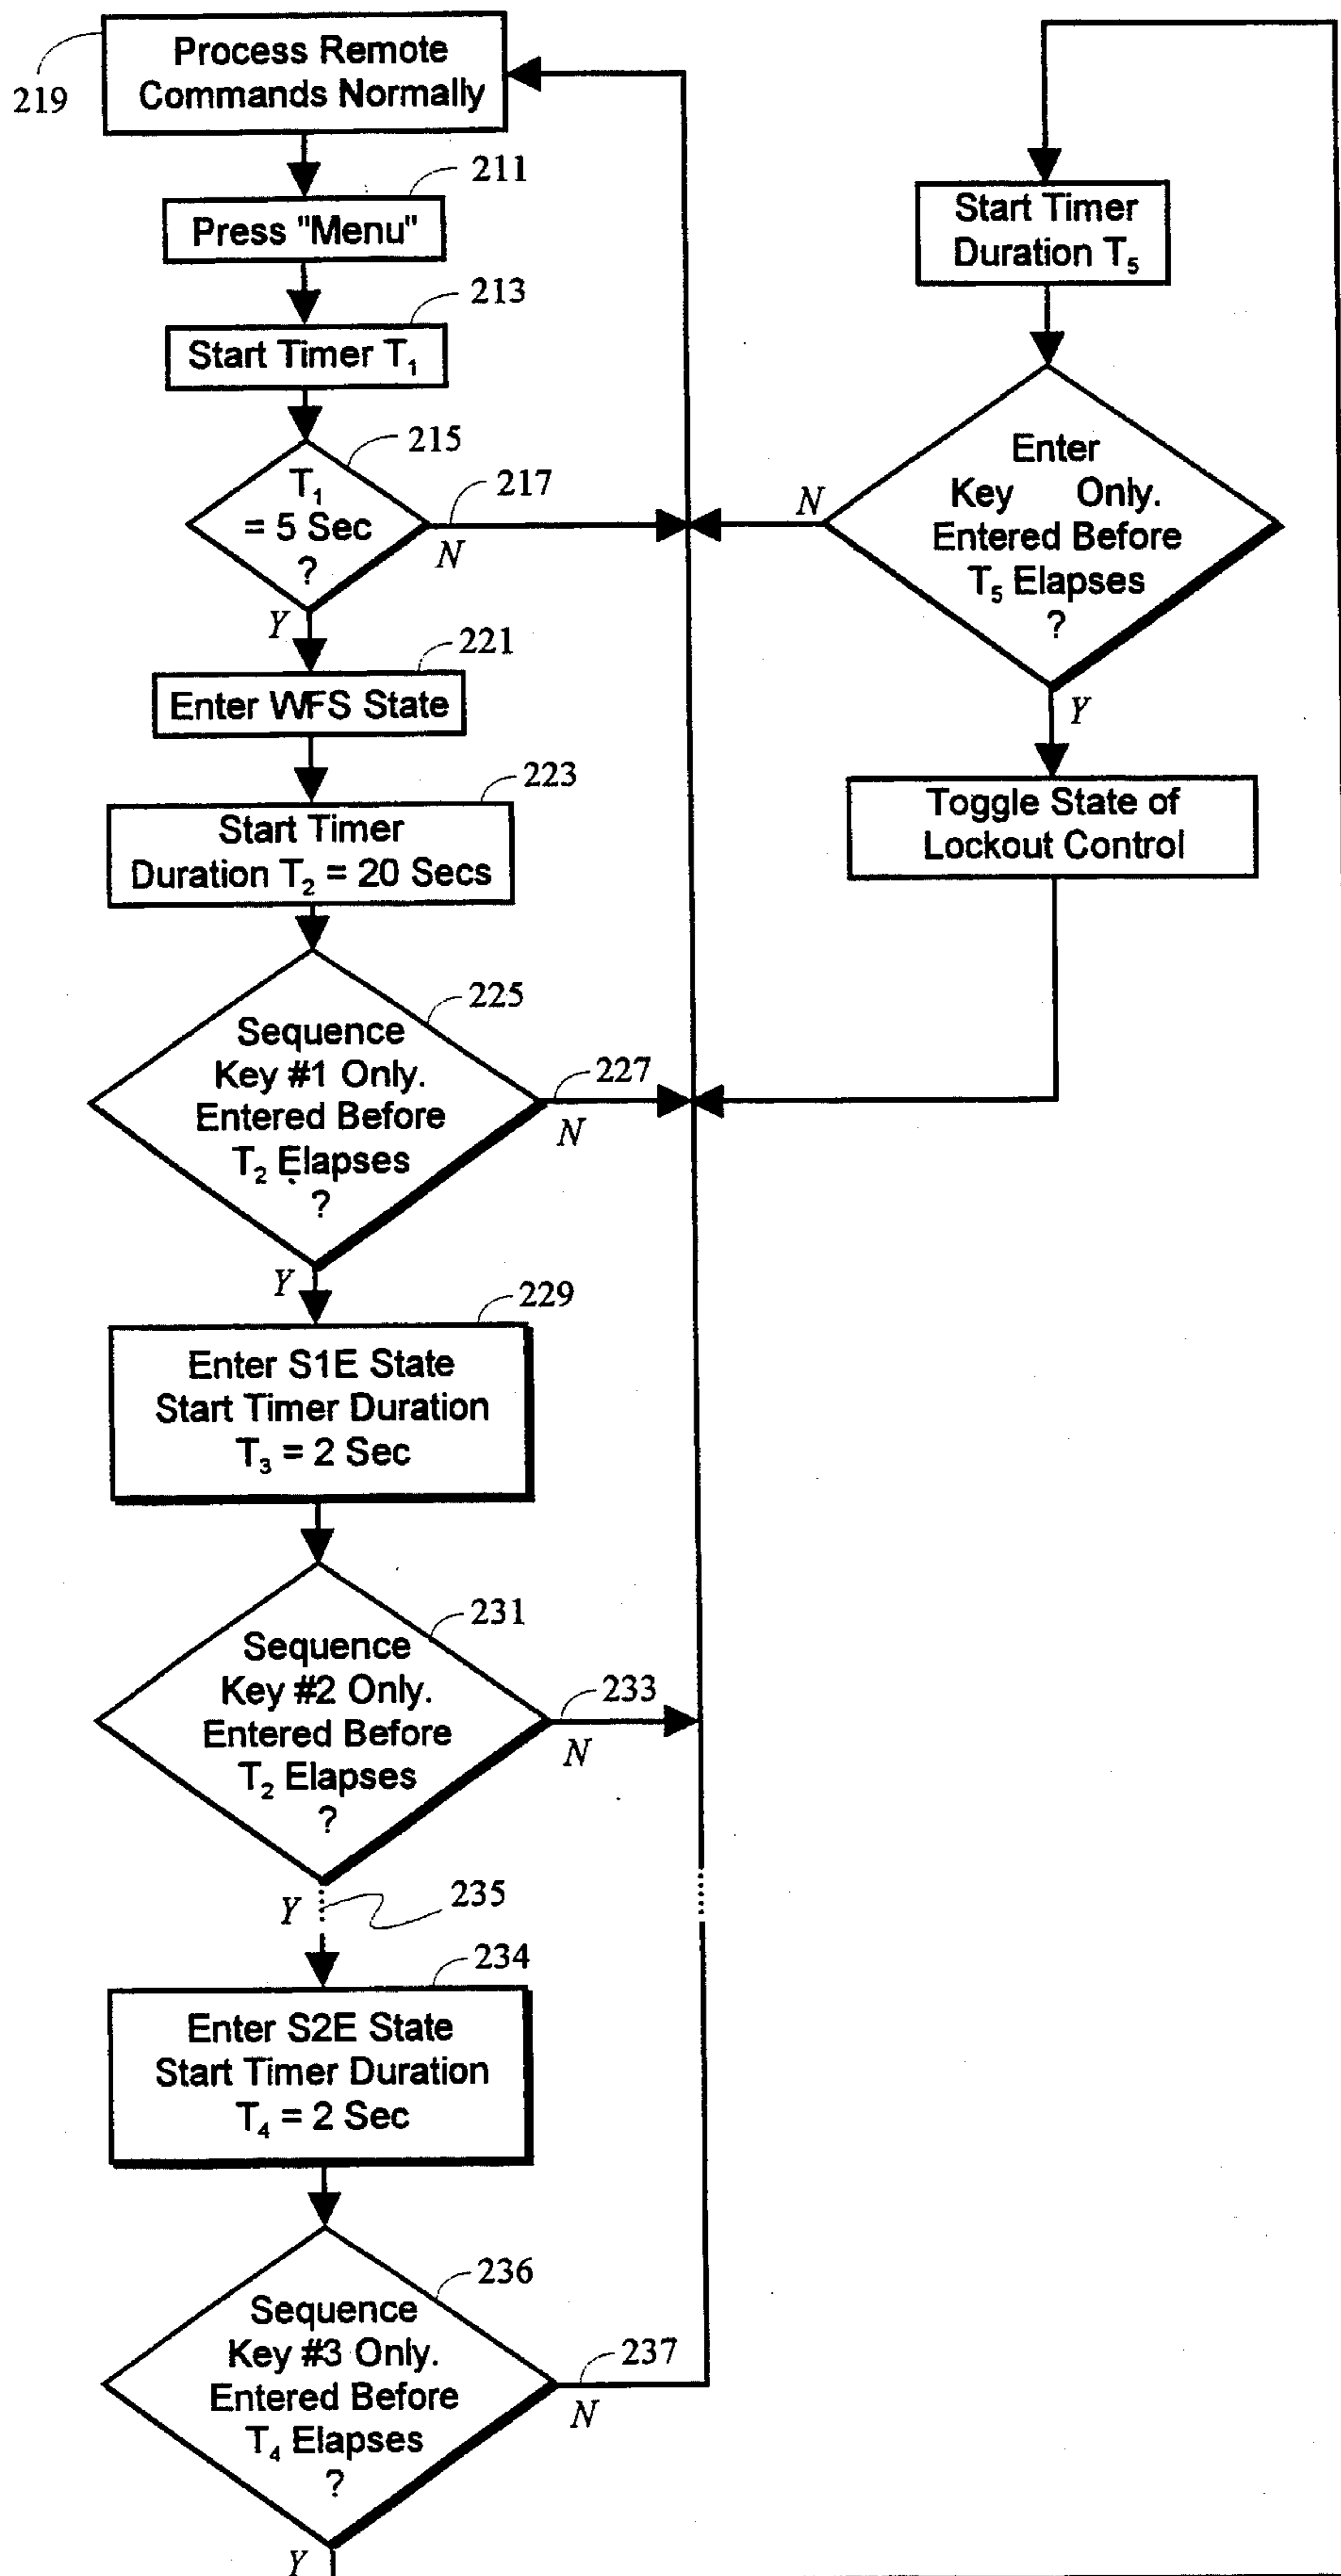 219
Process Remote
Commands Normally
211
Press "Menu"
213
Start Timer T₁
215
T₁
= 5 Sec
?
217
N
Y
221
Enter WFS State
223
Start Timer
Duration T₂ = 20 Secs
225
Sequence
Key #1 Only.
Entered Before
T₂ Elapses
?
227
N
Y
229
Enter S1E State
Start Timer Duration
T₃ = 2 Sec
231
Sequence
Key #2 Only.
Entered Before
T₂ Elapses
?
233
N
Y
235
234
Enter S2E State
Start Timer Duration
T₄ = 2 Sec
236
Sequence
Key #3 Only.
Entered Before
T₄ Elapses
?
237
N
Y
Start Timer
Duration T₅
Enter
Key Only.
Entered Before
T₅ Elapses
?
N
Y
Toggle State of
Lockout Control